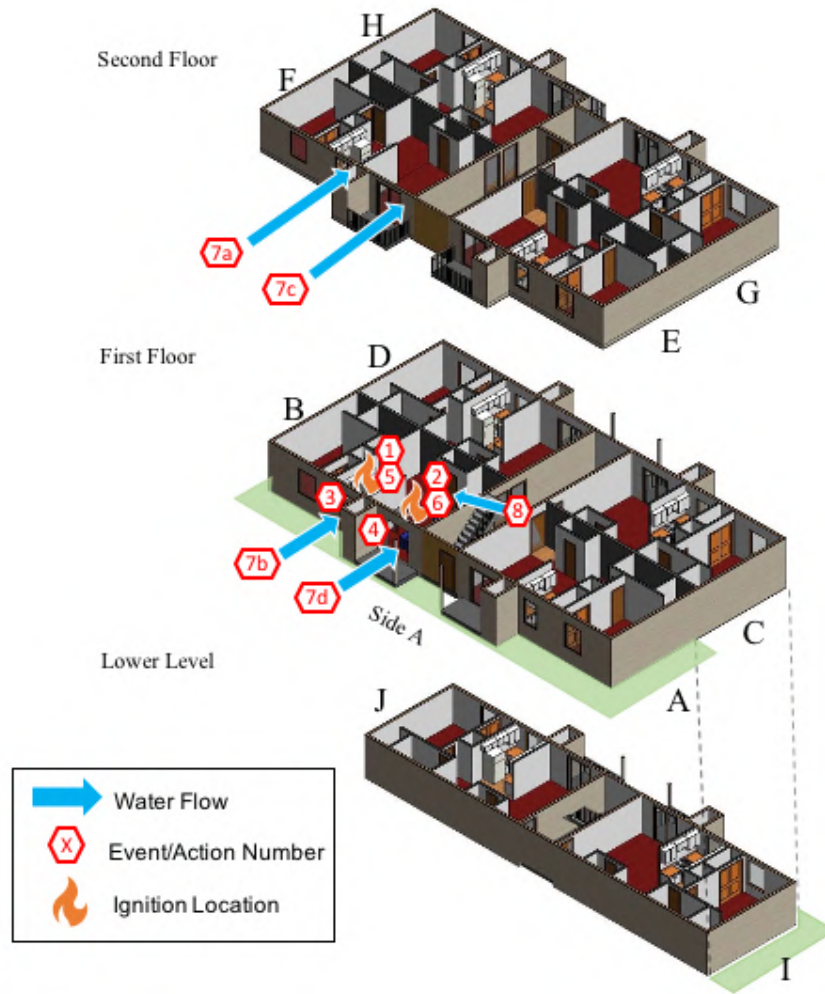 H
Second Floor
F
7a
7c
G
E
First Floor
D
B
1
5
2
3
6
8
4
7b
7d
Side A
C
Lower Level
A
J
Water Flow
X
Event/Action Number
Ignition Location
I